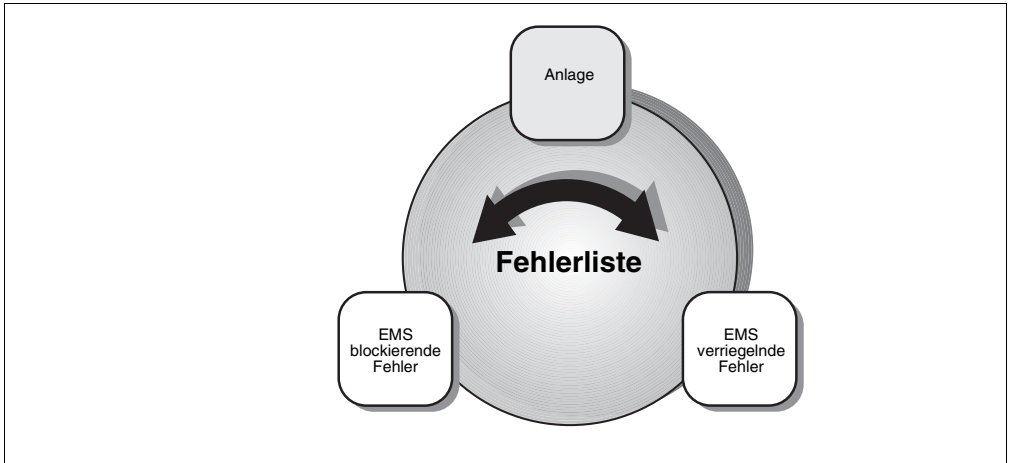 Anlage
Fehlerliste
EMS
blockierende
Fehler
EMS
verriegelnde
Fehler